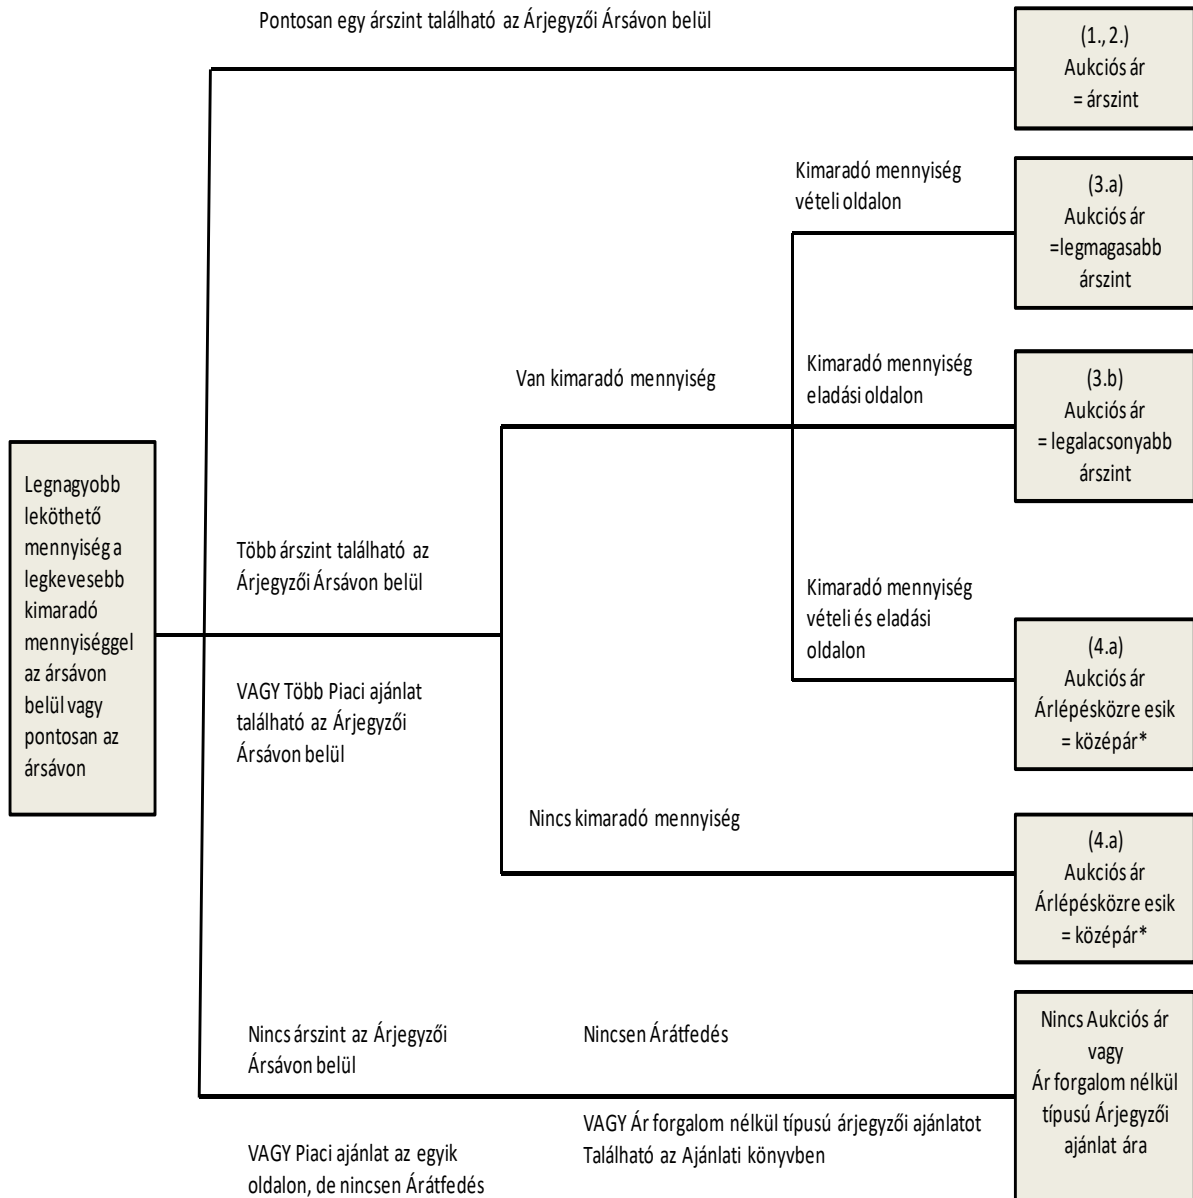 Pontosan egy árszint található az Árjegyzői Ársávon belül
(1., 2.)
Aukciós ár
= árszint
Kimaradó mennyiség
vételi oldalon
(3.a)
Aukciós ár
=legmagasabb
árszint
Van kimaradó mennyiség
Kimaradó mennyiség
eladási oldalon
(3.b)
Aukciós ár
= legalacsonyabb
árszint
Legnagyobb
leköthető
mennyiség a
legkevesebb
kimaradó
mennyiséggel
az ársávon
belül vagy
pontosan az
ársávon
Több árszint található az
Árjegyzői Ársávon belül
VAGY Több Piaci ajánlat
található az Árjegyzői
Ársávon belül
Kimaradó mennyiség
vételi és eladási
oldalon
(4.a)
Aukciós ár
Árlépésközre esik
= középár*
Nincs kimaradó mennyiség
(4.a)
Aukciós ár
Árlépésközre esik
= középár*
Nincs árszint az Árjegyzői
Ársávon belül
Nincsen Árátfedés
VAGY Piaci ajánlat az egyik
oldalon, de nincsen Árátfedés
VAGY Ár forgalom nélkül típusú árjegyzői ajánlatot
Található az Ajánlati könyvben
Nincs Aukciós ár
vagy
Ár forgalom nélkül
típusú Árjegyzői
ajánlat ára